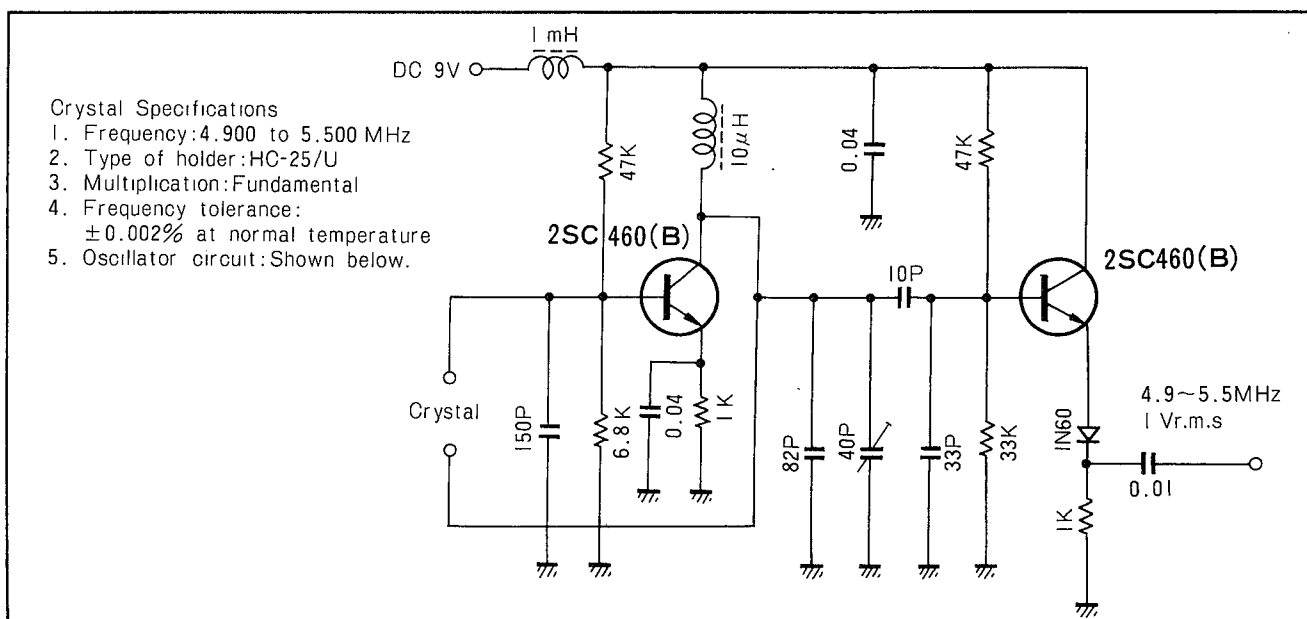 1 mH
DC 9V
Crystal Specifications
1. Frequency:4.900 to 5.500 MHz
2. Type of holder:HC-25/U
3. Multiplication:Fundamental
4. Frequency tolerance:
±0.002% at normal temperature
5. Oscillator circuit:Shown below.
47K
10μH
0.04
47K
2SC460(B)
2SC460(B)
10P
Crystal
150P
6.8K
0.04
1K
82P
40P
33P
33K
1N60
4.9~5.5MHz
1 Vr.m.s
0.01
1K